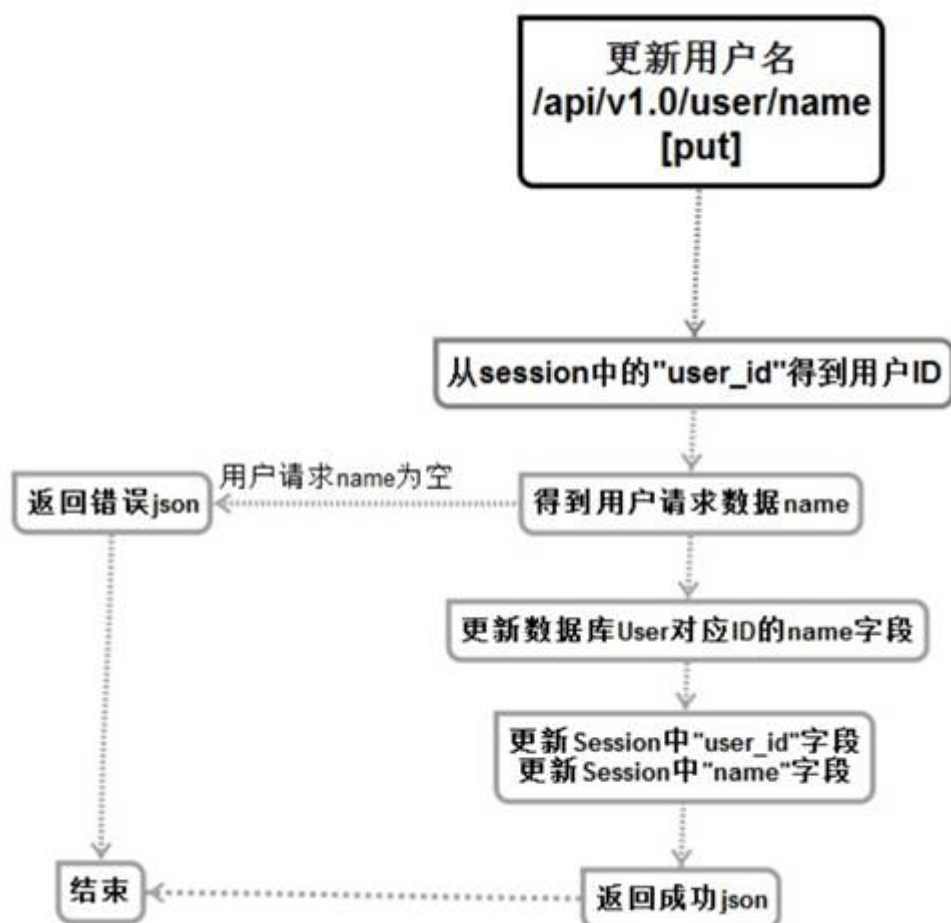 更新用户名
/api/v1.0/user/name
[put]
从session中的"user_id"得到用户ID
用户请求name为空
返回错误json
得到用户请求数据name
更新数据库User对应ID的name字段
更新Session中"user_id"字段
更新Session中"name"字段
结束
返回成功json